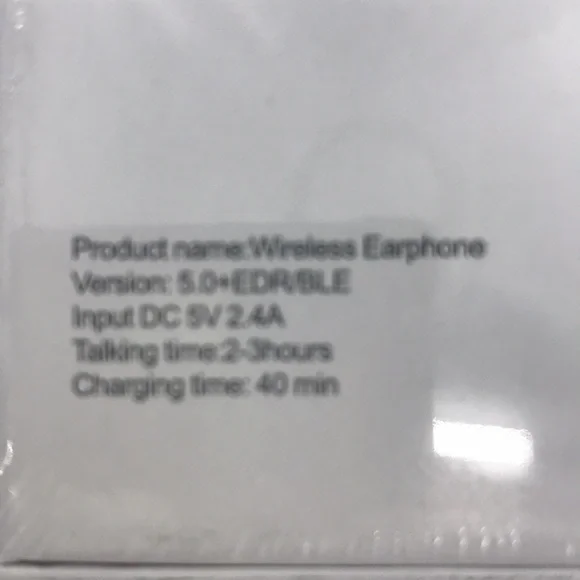 Product name:Wireless Earphone
Version: 5.0+EDR/BLE
Input DC 5V 2.4A
Talking time:2-3hours
Charging time: 40 min